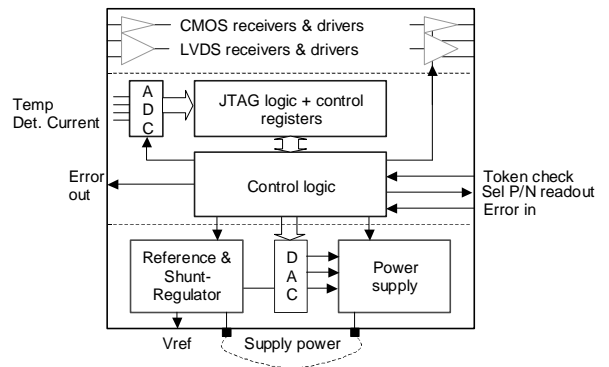 CMOS receivers & drivers
LVDS receivers & drivers
Temp
Det. Current
A
D
C
JTAG logic + control
registers
Error
out
Control logic
Token check
Sel P/N readout
Error in
Reference &
Shunt-
Regulator
D
A
C
Power
supply
Vref
Supply power